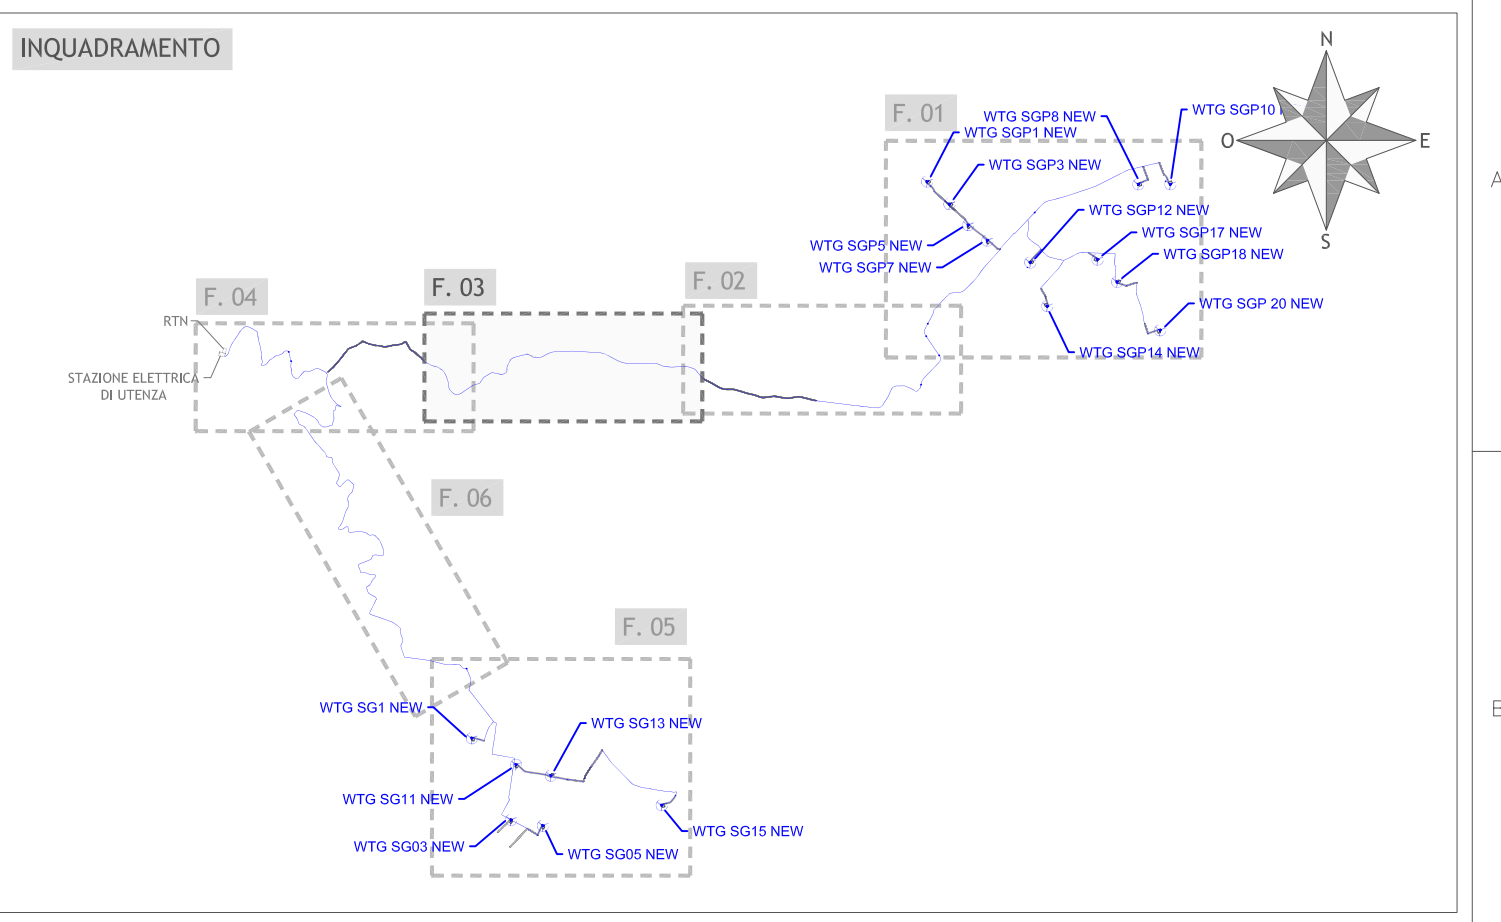 INQUADRAMENTO
N
F. 01
WTG SGP8 NEW
WTG SGP10
WTG SGP1 NEW
O
E
WTG SGP3 NEW
A
WTG SGP12 NEW
WTG SGP5 NEW
WTG SGP17 NEW
S
WTG SGP7 NEW
WTG SGP18 NEW
F. 02
F. 03
F. 04
WTG SGP 20 NEW
RTN
WTG SGP14 NEW
STAZIONE ELETTRICA
DI UTENZA
F. 06
F. 05
WTG SG1 NEW
WTG SG13 NEW
B
WTG SG11 NEW
WTG SG15 NEW
WTG SG03 NEW
WTG SG05 NEW